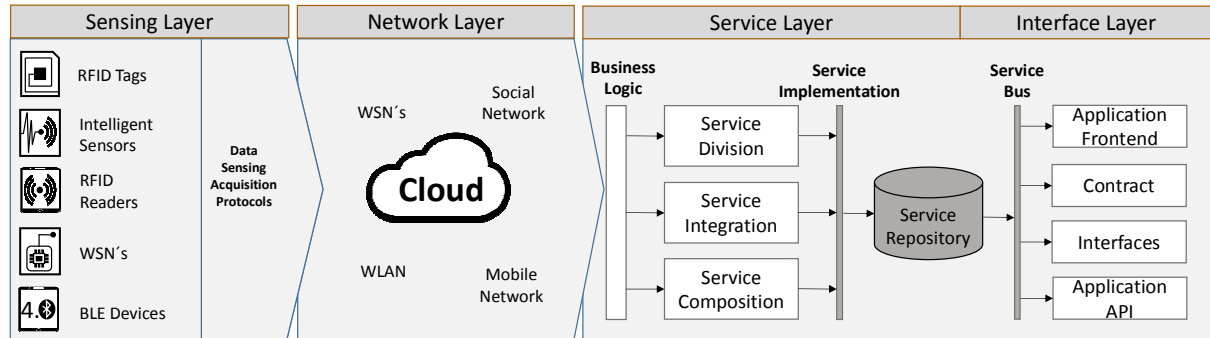 Sensing Layer
Network Layer
Service Layer
Interface Layer
RFID Tags
Intelligent
Sensors
RFID
Readers
WSN´s
4.0
BLE Devices
Data
Sensing
Acquisition
Protocols
WSN´s
Social
Network
Cloud
WLAN
Mobile
Network
Business
Logic
Service
Division
Service
Integration
Service
Composition
Service
Implementation
Service
Repository
Service
Bus
Application
Frontend
Contract
Interfaces
Application
API